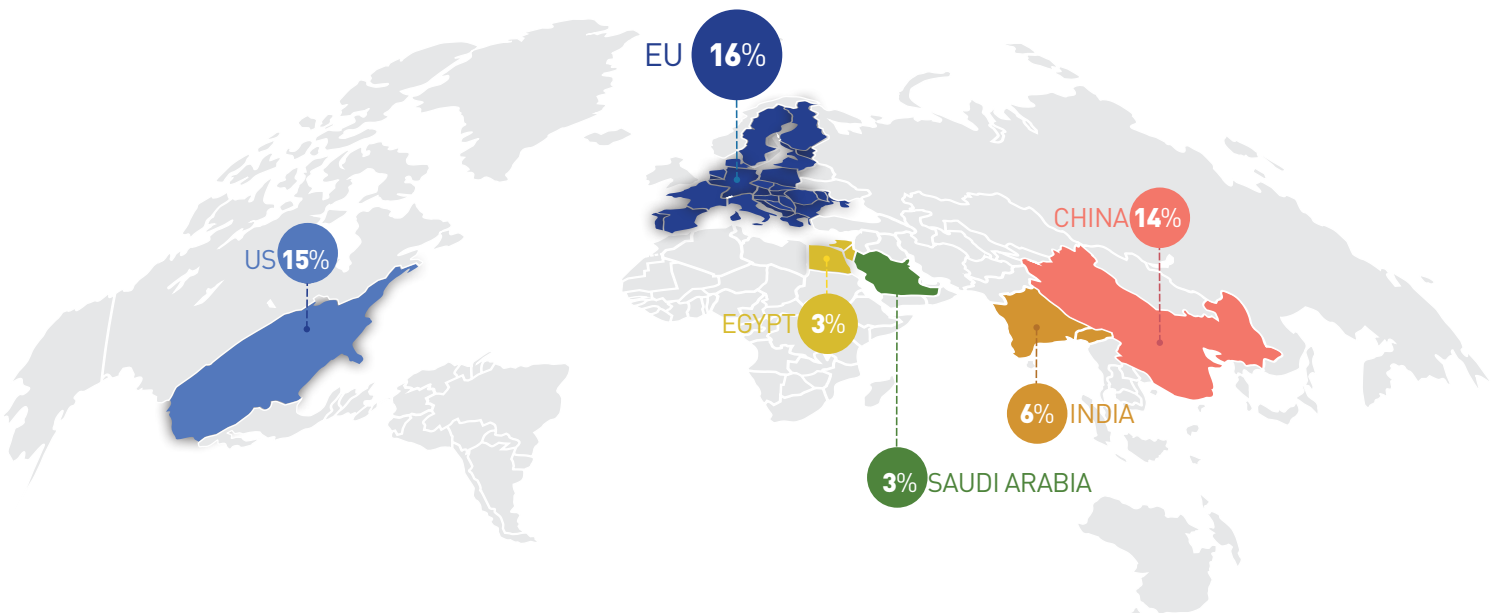 EU 16%
CHINA 14%
US 15%
EGYPT 3%
6% INDIA
3% SAUDI ARABIA